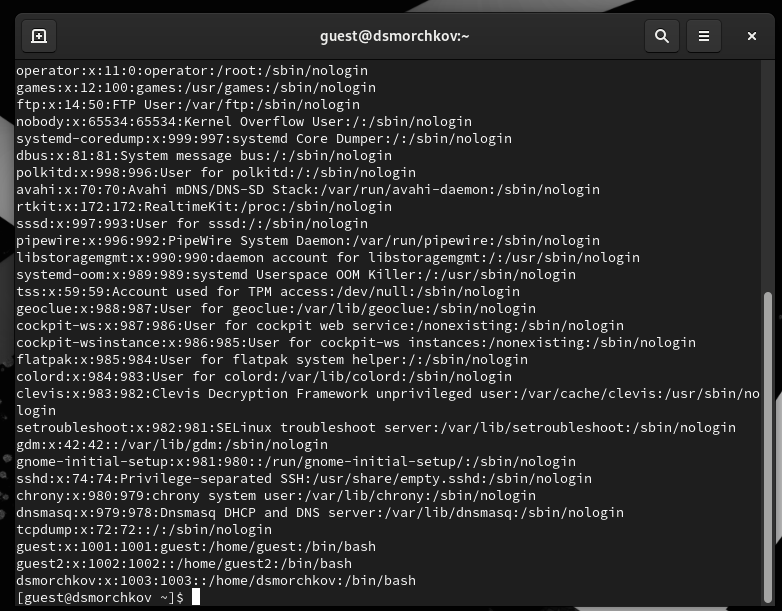 guest@dsmorchkov:~
operator:x:11:0:operator:/root:/sbin/nologin
games:x:12:100:games:/usr/games:/sbin/nologin
ftp:x:14:50:FTP User:/var/ftp:/sbin/nologin
nobody:x:65534:65534:Kernel Overflow User:/:/sbin/nologin
systemd-coredump:x:999:997:systemd Core Dumper:/:/sbin/nologin
dbus:x:81:81:System message bus:/:/sbin/nologin
polkitd:x:998:996:User for polkitd:/:/sbin/nologin
avahi:x:70:70:Avahi mDNS/DNS-SD Stack:/var/run/avahi-daemon:/sbin/nologin
rtkit:x:172:172:RealtimeKit:/proc:/sbin/nologin
sssd:x:997:993:User for sssd:/:/sbin/nologin
pipewire:x:996:992:PipeWire System Daemon:/var/run/pipewire:/sbin/nologin
libstoragemgmt:x:990:990:daemon account for libstoragemgmt:/:/usr/sbin/nologin
systemd-oom:x:989:989:systemd Userspace OOM Killer:/:/usr/sbin/nologin
tss:x:59:59:Account used for TPM access:/dev/null:/sbin/nologin
geoclue:x:988:987:User for geoclue:/var/lib/geoclue:/sbin/nologin
cockpit-ws:x:987:986:User for cockpit web service:/nonexisting:/sbin/nologin
cockpit-wsinstance:x:986:985:User for cockpit-ws instances:/nonexisting:/sbin/nologin
flatpak:x:985:984:User for flatpak system helper:/:/sbin/nologin
colord:x:984:983:User for colord:/var/lib/colord:/sbin/nologin
clevis:x:983:982:Clevis Decryption Framework unprivileged user:/var/cache/clevis:/usr/sbin/no
login
setroubleshoot:x:982:981:SELinux troubleshoot server:/var/lib/setroubleshoot:/sbin/nologin
gdm:x:42:42::/var/lib/gdm:/sbin/nologin
gnome-initial-setup:x:981:980::/run/gnome-initial-setup/:/sbin/nologin
sshd:x:74:74:Privilege-separated SSH:/usr/share/empty.sshd:/sbin/nologin
chrony:x:980:979:chrony system user:/var/lib/chrony:/sbin/nologin
dnsmasq:x:979:978:Dnsmasq DHCP and DNS server:/var/lib/dnsmasq:/sbin/nologin
tcpdump:x:72:72::/:/sbin/nologin
guest:x:1001:1001:guest:/home/guest:/bin/bash
guest2:x:1002:1002::/home/guest2:/bin/bash
dsmorchkov:x:1003:1003::/home/dsmorchkov:/bin/bash
[guest@dsmorchkov ~]$